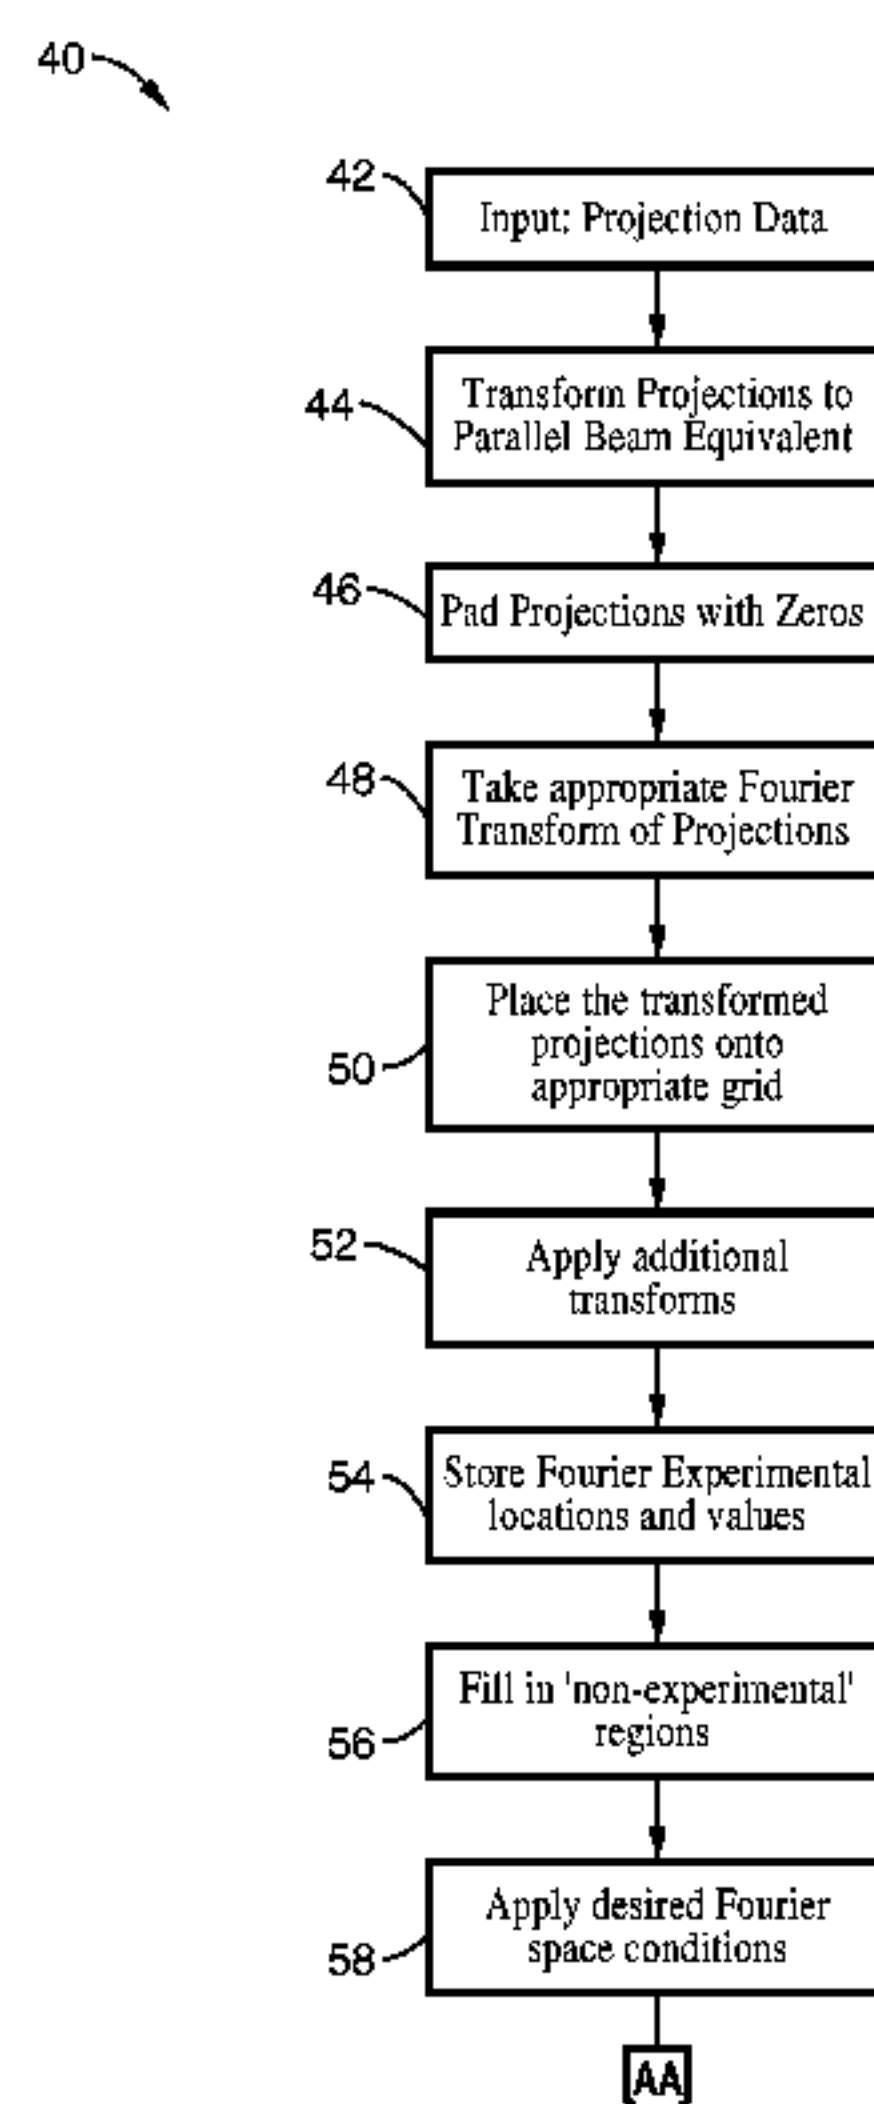 40
42
Input: Projection Data
44
Transform Projections to
Parallel Beam Equivalent
46
Pad Projections with Zeros
48
Take appropriate Fourier
Transform of Projections
50
Place the transformed
projections onto
appropriate grid
52
Apply additional
transforms
54
Store Fourier Experimental
locations and values
56
Fill in 'non-experimental'
regions
58
Apply desired Fourier
space conditions
AA